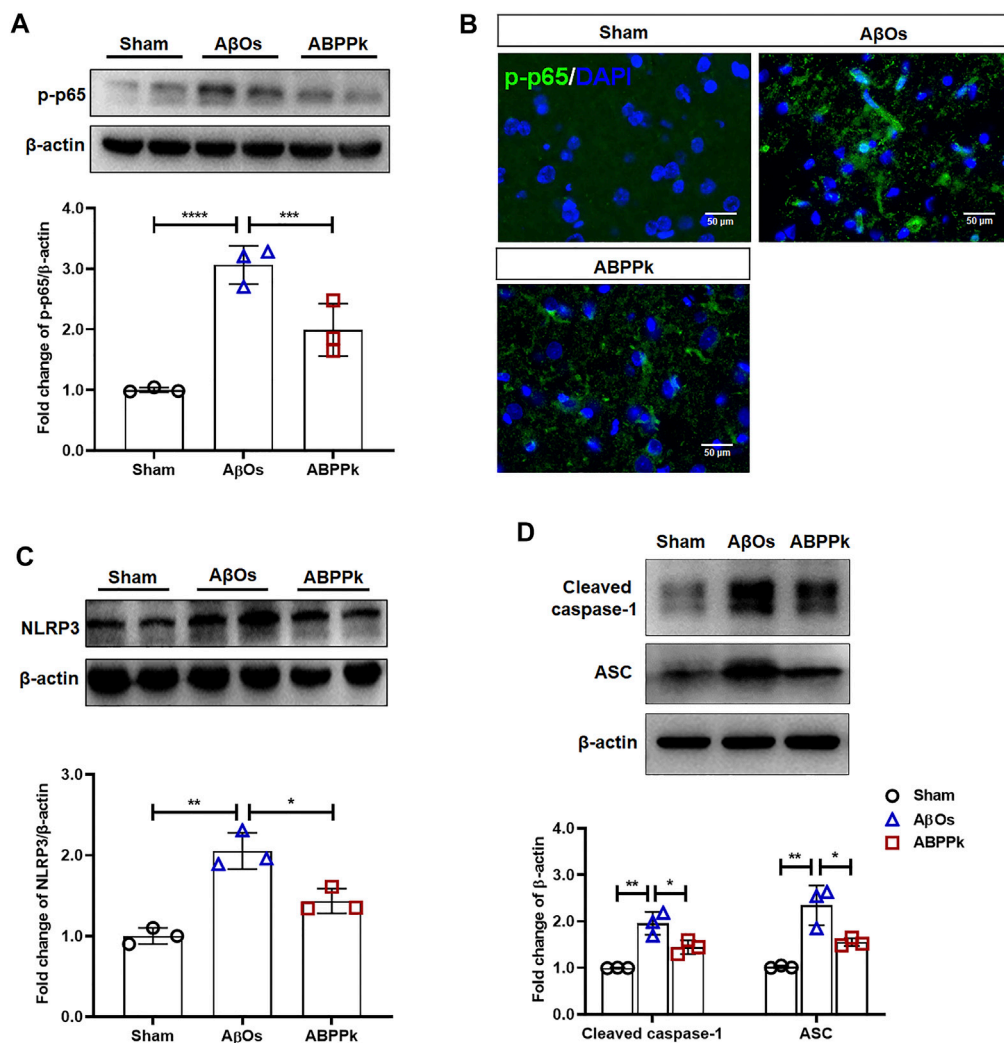 A
Sham AβOs ABPPk
p-p65
β-actin
Fold change of p-p65/β-actin
4.0
3.0
2.0
1.0
0.0
**** ***
Sham AβOs ABPPk
B
Sham AβOs
p-p65/DAPI
50 µm 50 µm
ABPPk
50 µm
C
Sham AβOs ABPPk
NLRP3
β-actin
Fold change of NLRP3/β-actin
3.0
2.0
1.0
0.0
** *
Sham AβOs ABPPk
D
Sham AβOs ABPPk
Cleaved
caspase-1
ASC
β-actin
Sham
AβOs
ABPPk
Fold change of β-actin
4.0
3.0
2.0
1.0
0.0
** * ** *
Cleaved caspase-1 ASC